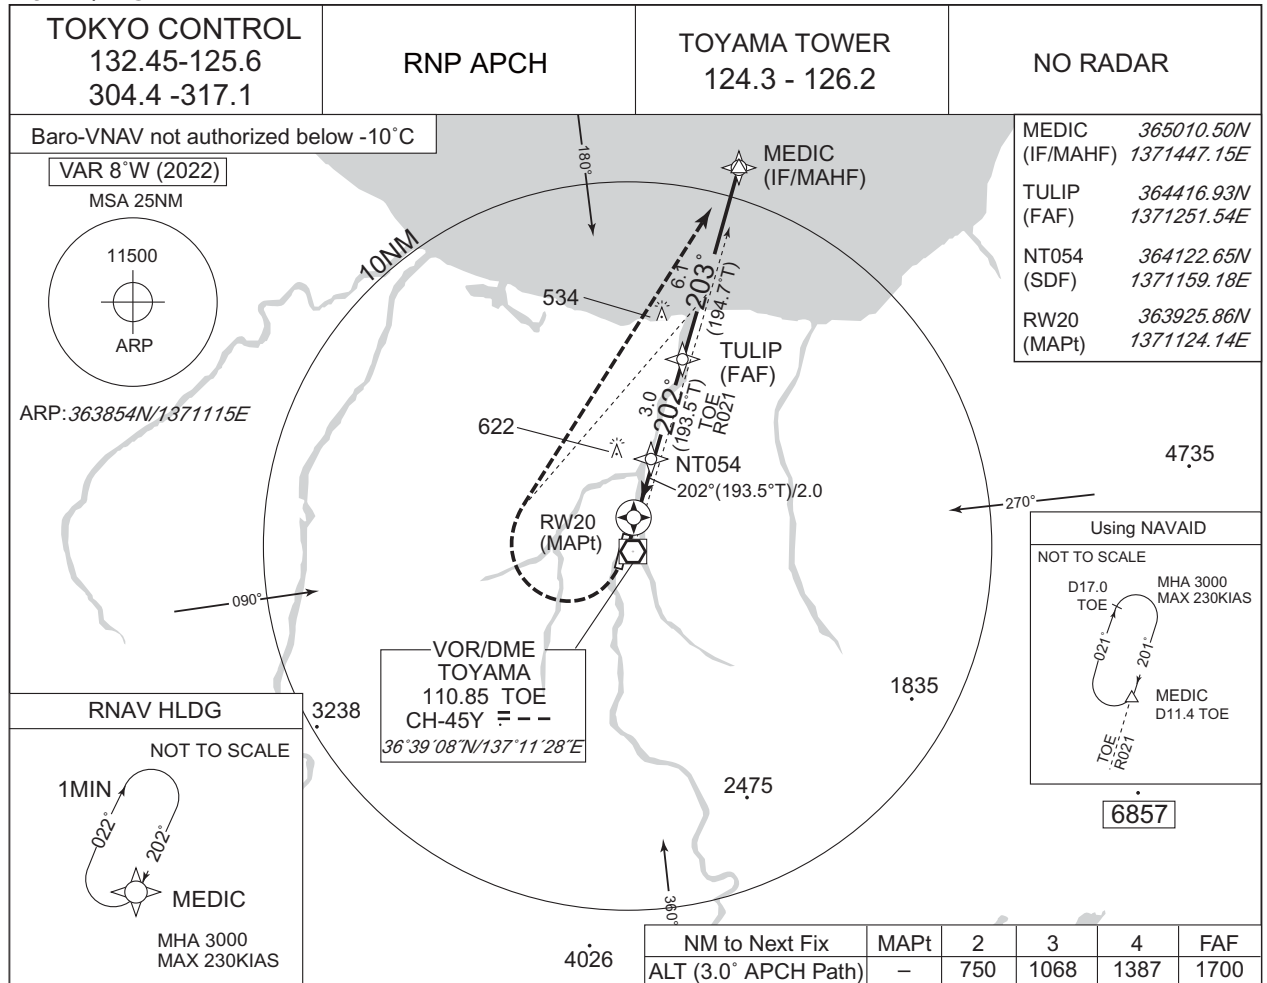 TOKYO CONTROL
132.45-125.6
304.4 -317.1
RNP APCH
TOYAMA TOWER
124.3 - 126.2
NO RADAR
Baro-VNAV not authorized below -10˚C
VAR 8˚W (2022)
MSA 25NM
11500
ARP
ARP:363854N/1371115E
MEDIC 365010.50N
(IF/MAHF) 1371447.15E
TULIP 364416.93N
(FAF) 1371251.54E
NT054 364122.65N
(SDF) 1371159.18E
RW20 363925.86N
(MAPt) 1371124.14E
180˚
MEDIC
(IF/MAHF)
10NM
6.1
203˚
(194.7˚T)
534
TULIP
(FAF)
3.0
202˚
(193.5˚T)
TOE
R021
622
NT054
202°(193.5°T)/2.0
4735
270˚
RW20
(MAPt)
090˚
Using NAVAID
NOT TO SCALE
D17.0
TOE
MHA 3000
MAX 230KIAS
021˚
201˚
MEDIC
D11.4 TOE
TOE
R021
6857
VOR/DME
TOYAMA
110.85 TOE
CH-45Y
36°39´08˝N/137°11´28˝E
1835
3238
2475
RNAV HLDG
NOT TO SCALE
1MIN
022˚
202˚
MEDIC
MHA 3000
MAX 230KIAS
360˚
4026
NM to Next Fix MAPt 2 3 4 FAF
ALT (3.0˚ APCH Path) – 750 1068 1387 1700